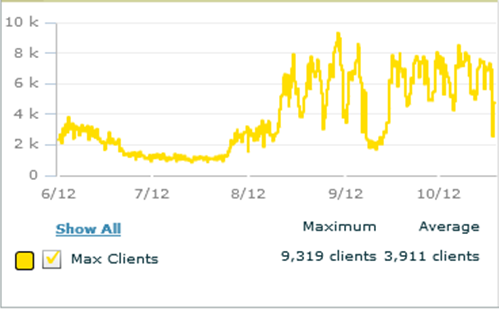 10 k
8 k
6 k
4 k
2 k
0
6/12 7/12 8/12 9/12 10/12
Show All Maximum Average
Max Clients 9,319 clients 3,911 clients